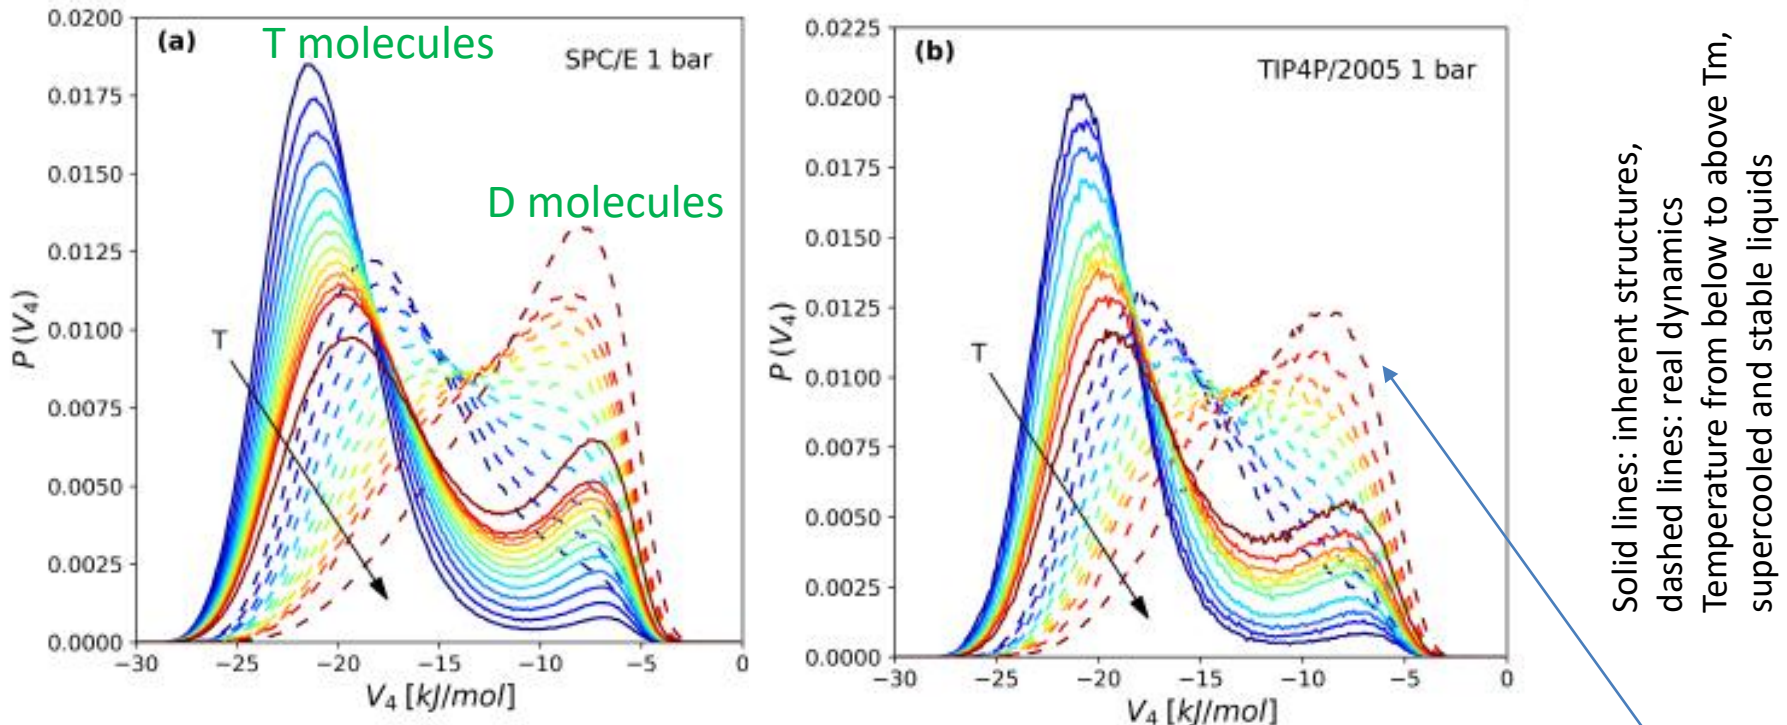 (a)
T molecules
SPC/E 1 bar
D molecules
T
P (V4)
0.0200
0.0175
0.0150
0.0125
0.0100
0.0075
0.0050
0.0025
0.0000
−30 −25 −20 −15 −10 −5 0
V4 [kJ/mol]
(b)
TIP4P/2005 1 bar
T
P (V4)
0.0225
0.0200
0.0175
0.0150
0.0125
0.0100
0.0075
0.0050
0.0025
0.0000
−30 −25 −20 −15 −10 −5 0
V4 [kJ/mol]
Solid lines: inherent structures,
dashed lines: real dynamics
Temperature from below to above Tm,
supercooled and stable liquids